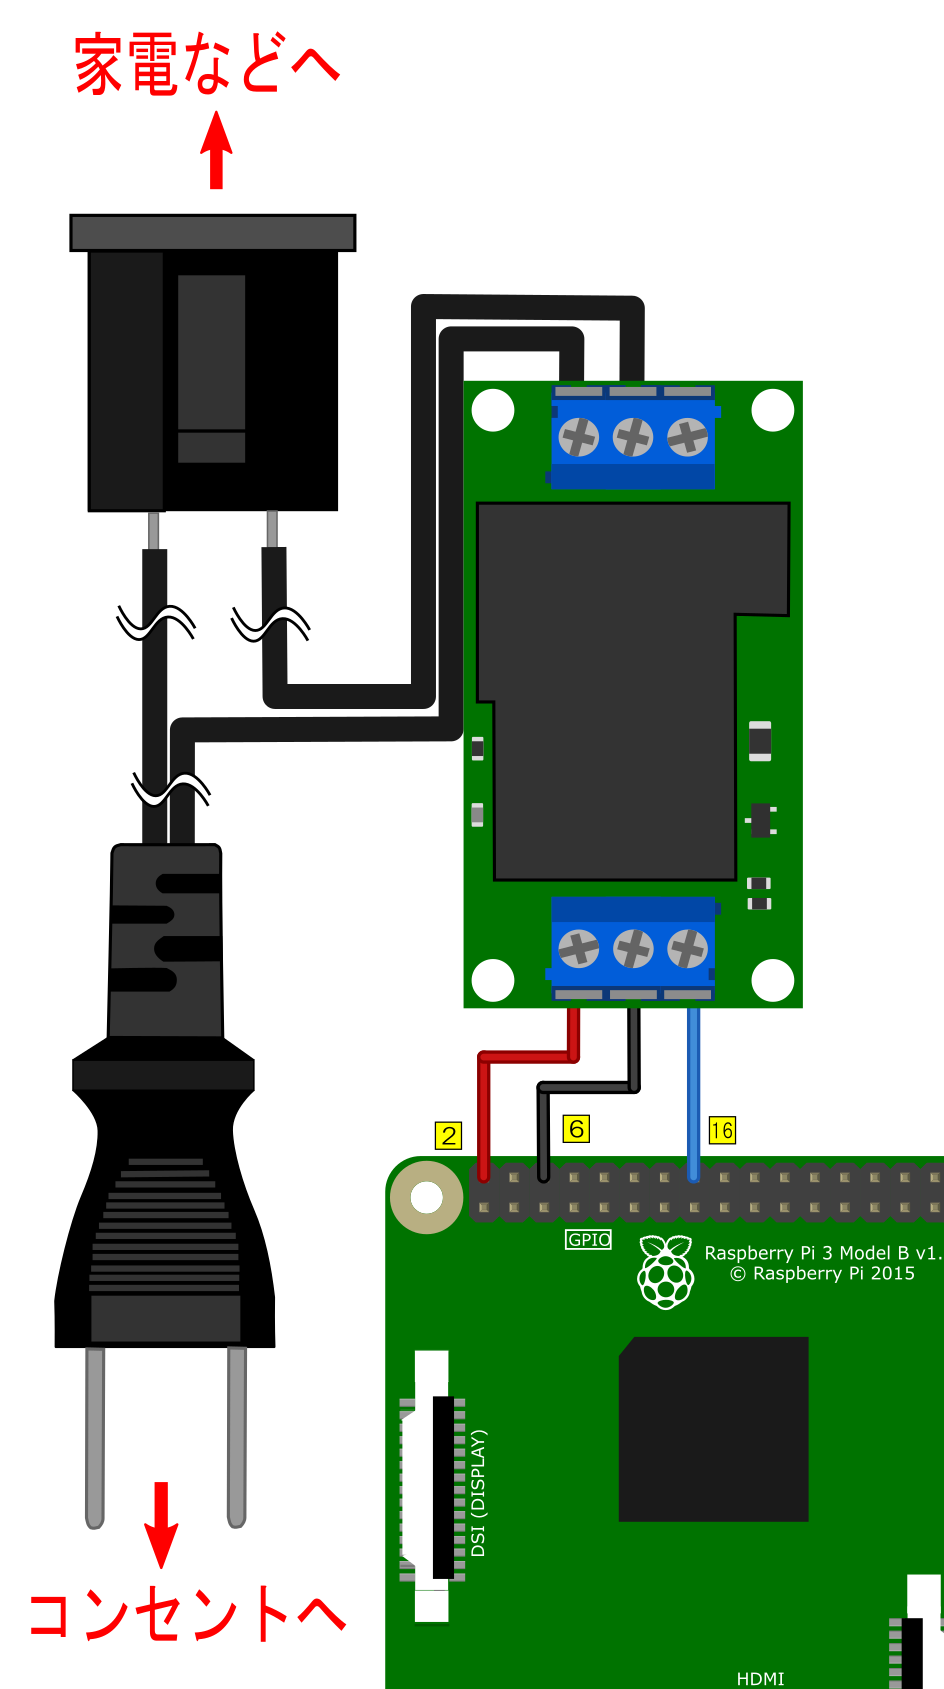 家電などへ
2
6
16
GPIO
Raspberry Pi 3 Model B v1.
© Raspberry Pi 2015
DSI (DISPLAY)
コンセントへ
HDMI